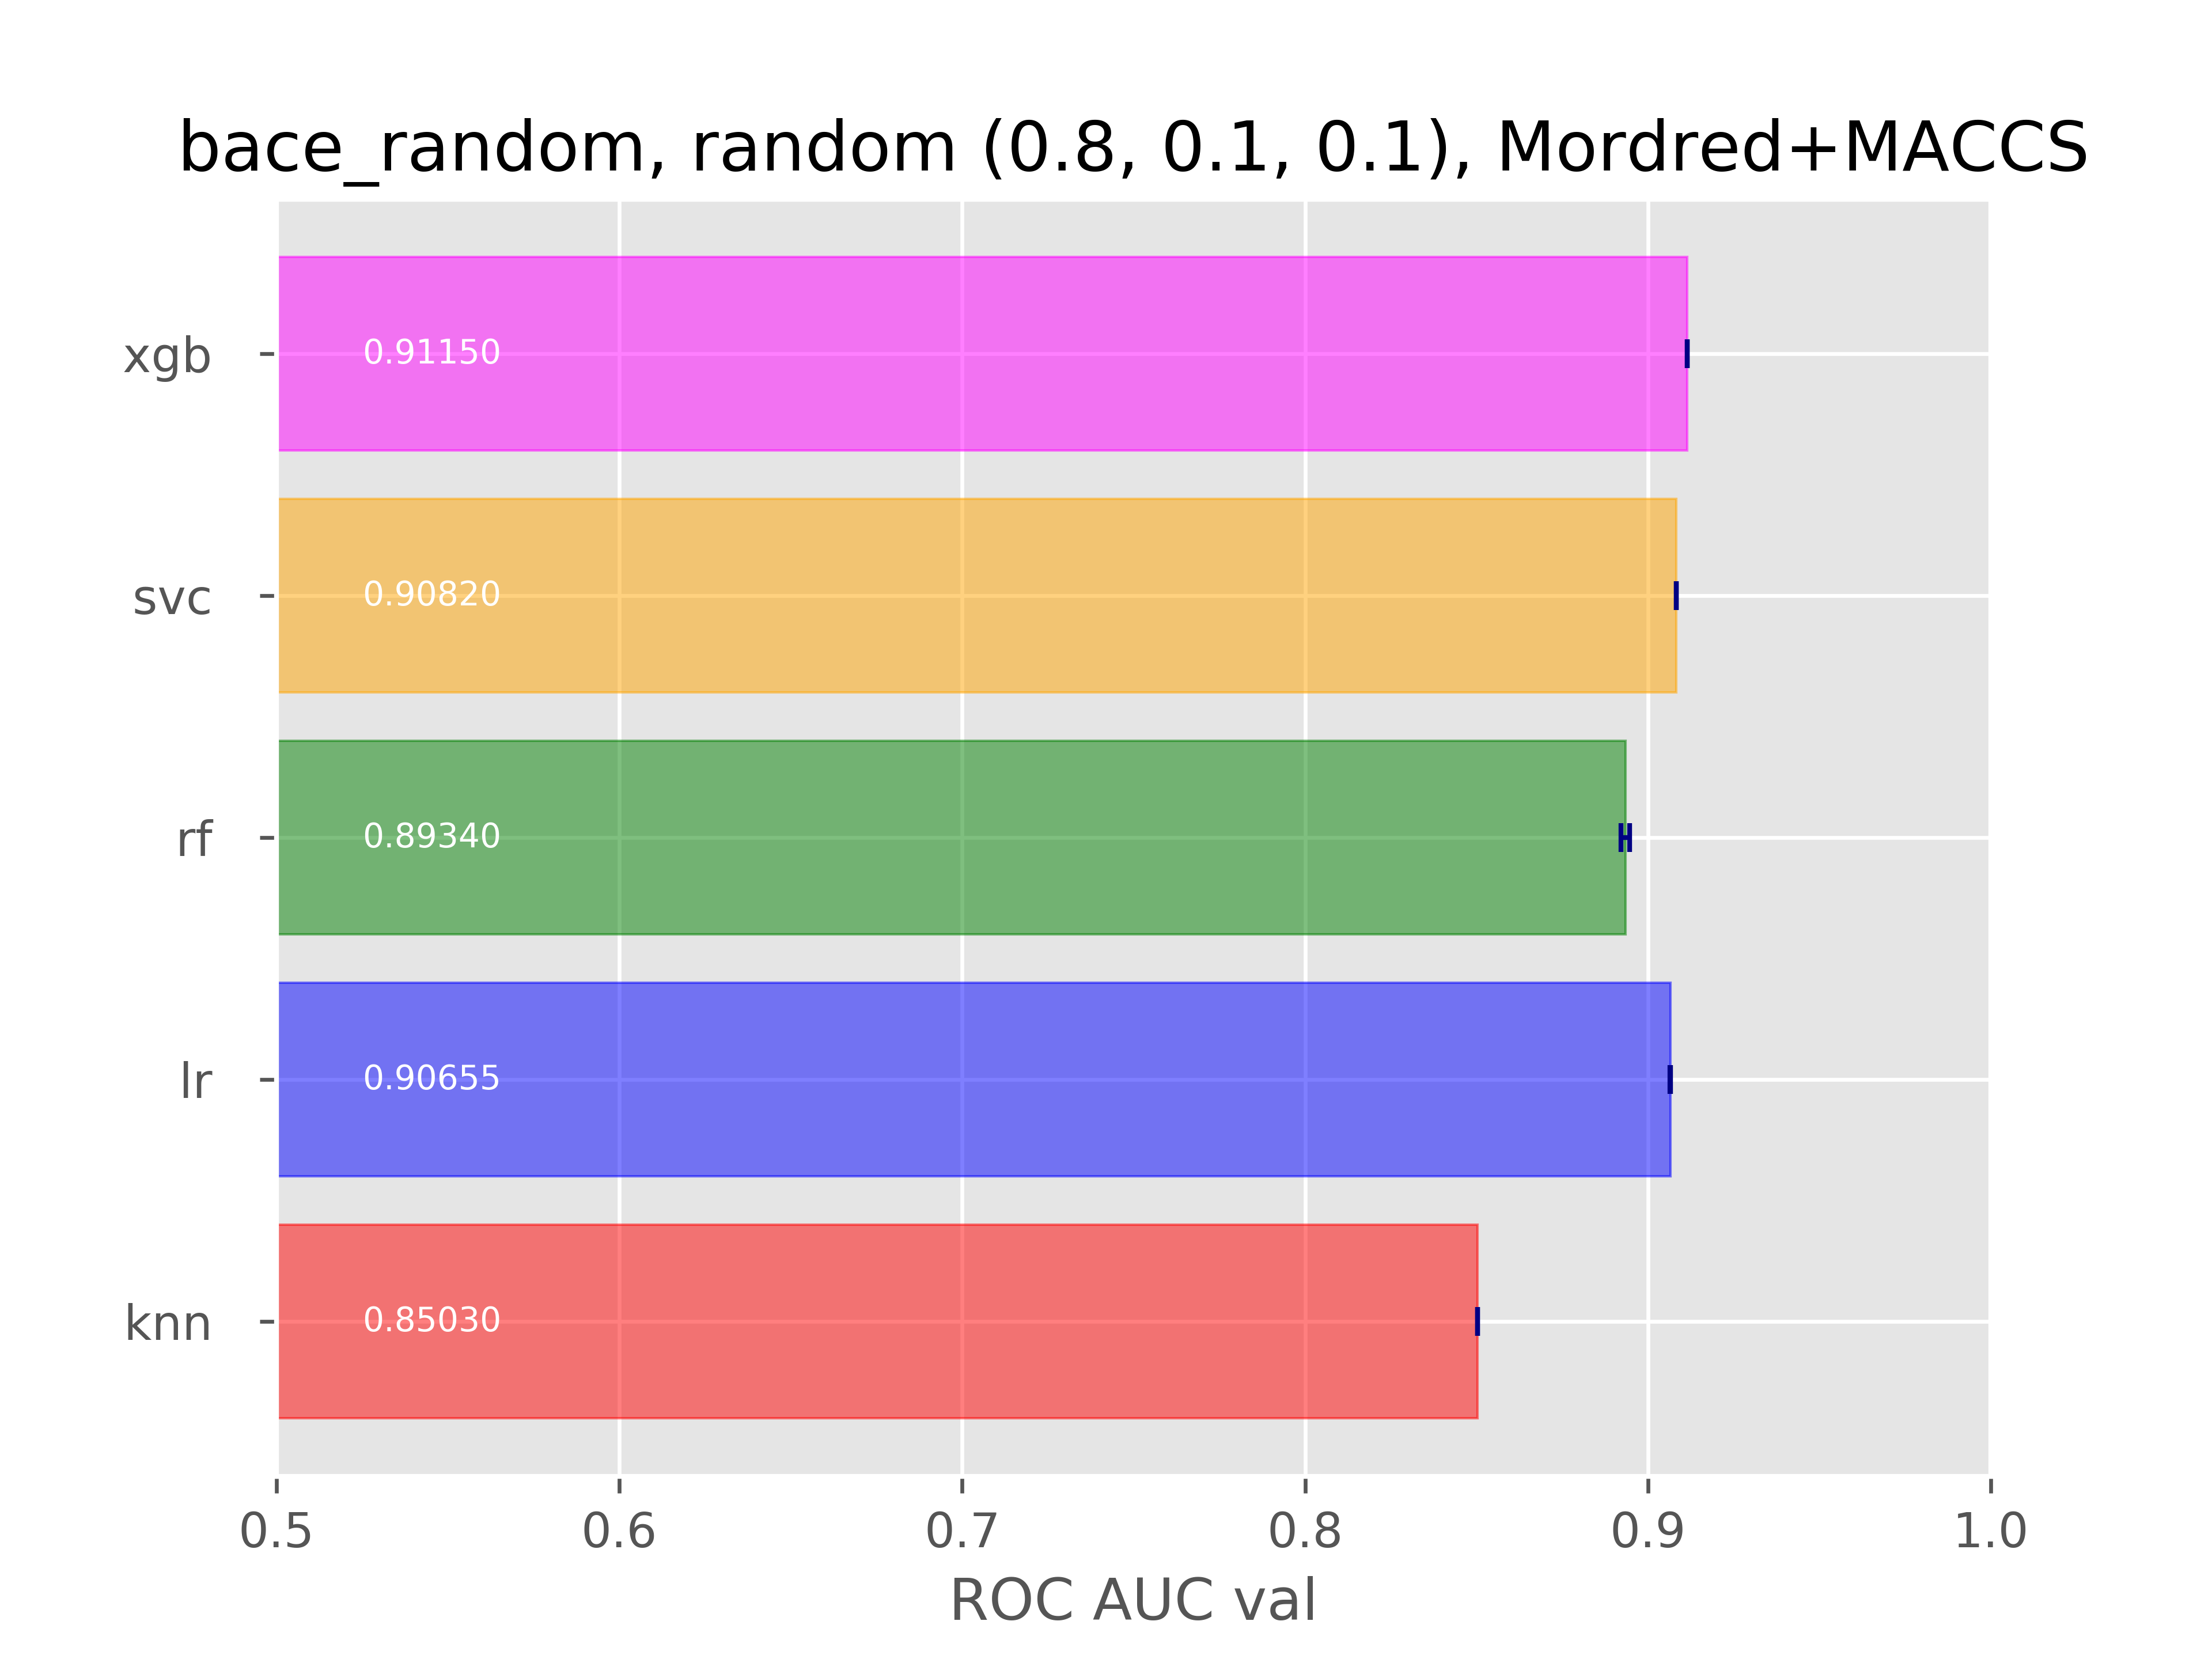 bace_random, random (0.8, 0.1, 0.1), Mordred+MACCS
xgb
0.91150
svc
0.90820
rf
0.89340
lr
0.90655
knn
0.85030
0.5 0.6 0.7 0.8 0.9 1.0
ROC AUC val